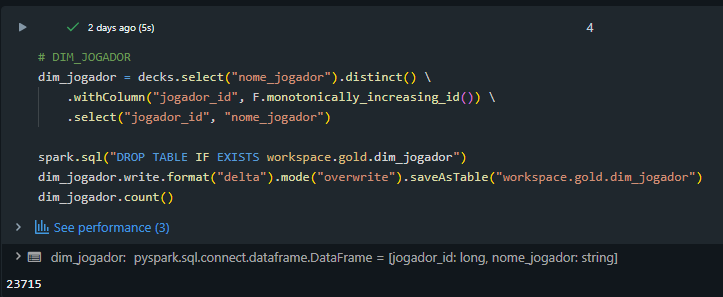 2 days ago (5s)
4
# DIM_JOGADOR
dim_jogador = decks.select("nome_jogador").distinct() \
    .withColumn("jogador_id", F.monotonically_increasing_id()) \
    .select("jogador_id", "nome_jogador")
spark.sql("DROP TABLE IF EXISTS workspace.gold.dim_jogador")
dim_jogador.write.format("delta").mode("overwrite").saveAsTable("workspace.gold.dim_jogador")
dim_jogador.count()
See performance (3)
dim_jogador: pyspark.sql.connect.dataframe.DataFrame = [jogador_id: long, nome_jogador: string]
23715